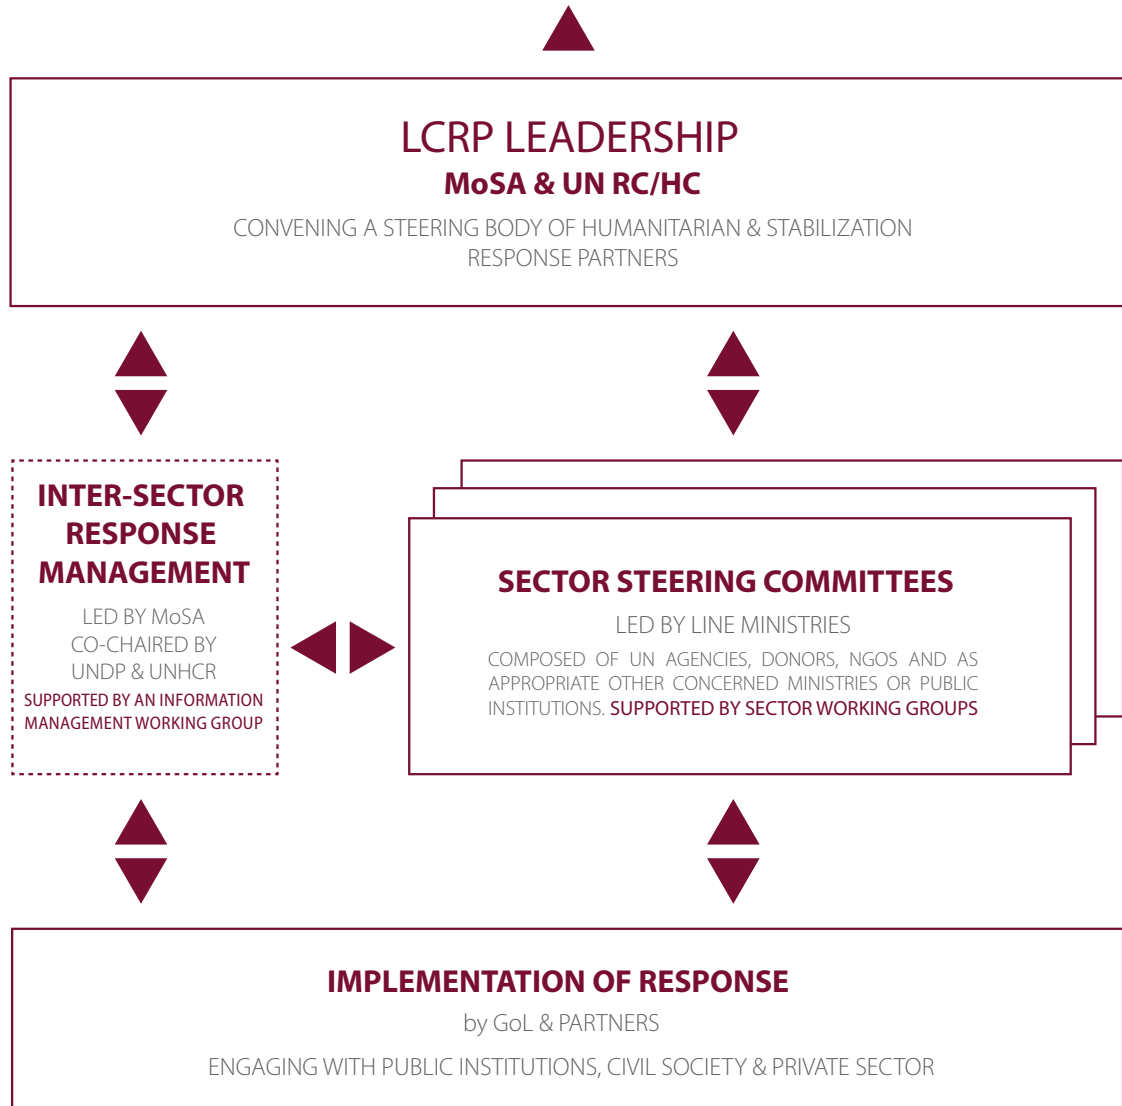 LCRP LEADERSHIP
MoSA & UN RC/HC
CONVENING A STEERING BODY OF HUMANITARIAN & STABILIZATION
RESPONSE PARTNERS
INTER-SECTOR
RESPONSE
MANAGEMENT
LED BY MoSA
CO-CHAIRED BY
UNDP & UNHCR
SUPPORTED BY AN INFORMATION
MANAGEMENT WORKING GROUP
SECTOR STEERING COMMITTEES
LED BY LINE MINISTRIES
COMPOSED OF UN AGENCIES, DONORS, NGOS AND AS
APPROPRIATE OTHER CONCERNED MINISTRIES OR PUBLIC
INSTITUTIONS. SUPPORTED BY SECTOR WORKING GROUPS
IMPLEMENTATION OF RESPONSE
by GoL & PARTNERS
ENGAGING WITH PUBLIC INSTITUTIONS, CIVIL SOCIETY & PRIVATE SECTOR